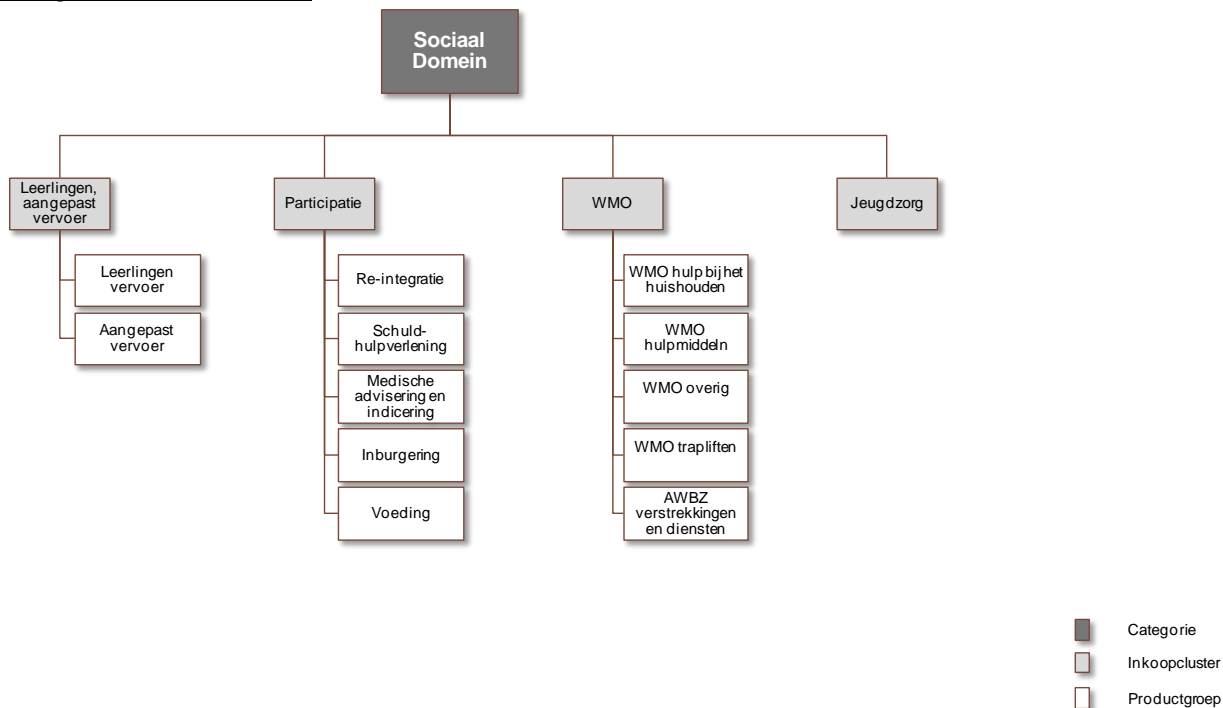 Sociaal
Domein
Leerlingen,
aangepast
vervoer
Participatie
WMO
Jeugdzorg
Leerlingen
vervoer
Aangepast
vervoer
Re-integratie
Schuld-
hulpverlening
Medische
advisering en
indicering
Inburgering
Voeding
WMO hulp bij het
huishouden
WMO
hulpmiddeln
WMO overig
WMO trapliften
AWBZ
verstrekkingen
en diensten
Categorie
Inkoopcluster
Productgroep